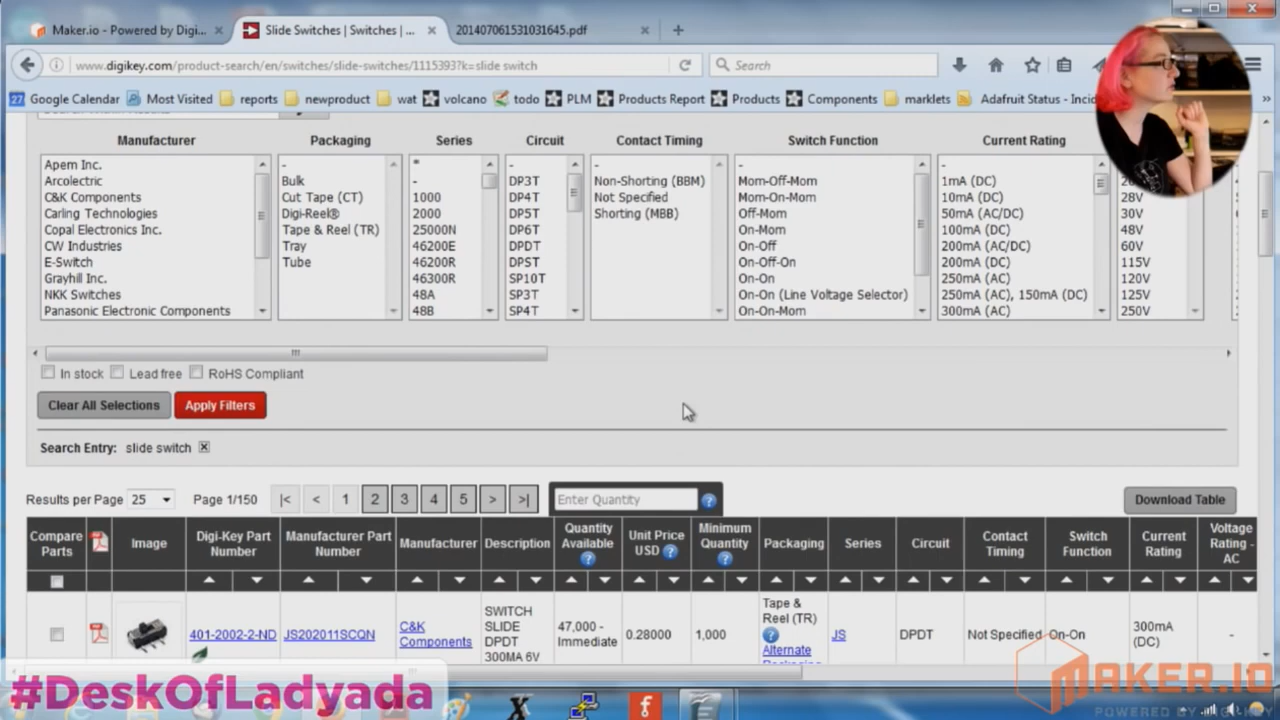 Maker.io - Powered by Digi...
Slide Switches | Switches | ...
201407061531031645.pdf
www.digikey.com/product-search/en/switches/slide-switches/1115393?k=slide switch
Search
Google Calendar
Most Visited
reports
newproduct
wat
volcano
todo
PLM
Products Report
Products
Components
marklets
Adafruit Status - Incid
Manufacturer
Packaging
Series
Circuit
Contact Timing
Switch Function
Current Rating
Apem Inc.
Arcolectric
C&K Components
Carling Technologies
Copal Electronics Inc.
CW Industries
E-Switch
Grayhill Inc.
NKK Switches
Panasonic Electronic Components
-
Bulk
Cut Tape (CT)
Digi-Reel®
Tape & Reel (TR)
Tray
Tube
*
-
1000
2000
25000N
46200E
46200R
46300R
48A
48B
-
DP3T
DP4T
DP5T
DP6T
DPDT
DPST
SP10T
SP3T
SP4T
-
Non-Shorting (BBM)
Not Specified
Shorting (MBB)
-
Mom-Off-Mom
Mom-On-Mom
Off-Mom
On-Mom
On-Off
On-Off-On
On-On
On-On (Line Voltage Selector)
On-On-Mom
-
1mA (DC)
10mA (DC)
50mA (AC/DC)
100mA (DC)
200mA (AC/DC)
200mA (DC)
250mA (AC)
250mA (AC), 150mA (DC)
300mA (AC)
28V
30V
48V
60V
115V
120V
125V
250V
In stock
Lead free
RoHS Compliant
Clear All Selections
Apply Filters
Search Entry: slide switch
Results per Page 25
Page 1/150 |< < 1 2 3 4 5 > >|
Enter Quantity
Download Table
Compare Parts
Image
Digi-Key Part Number
Manufacturer Part Number
Manufacturer
Description
Quantity Available
Unit Price USD
Minimum Quantity
Packaging
Series
Circuit
Contact Timing
Switch Function
Current Rating
Voltage Rating - AC
401-2002-2-ND
JS202011SCQN
C&K Components
SWITCH SLIDE DPDT 300MA 6V
47,000 - Immediate
0.28000
1,000
Tape & Reel (TR)
Alternate
JS
DPDT
Not Specified
On-On
300mA (DC)
-
#DeskOfLadyada
MAKER.IO
POWERED BY DIGI-KEY